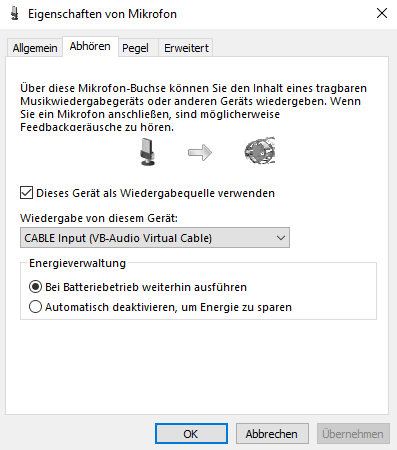 Eigenschaften von Mikrofon
Allgemein Abhören Pegel Erweitert
Über diese Mikrofon-Buchse können Sie den Inhalt eines tragbaren
Musikwiedergabegeräts oder anderen Geräts wiedergeben. Wenn
Sie ein Mikrofon anschließen, sind möglicherweise
Feedbackgeräusche zu hören.
Dieses Gerät als Wiedergabequelle verwenden
Wiedergabe von diesem Gerät:
CABLE Input (VB-Audio Virtual Cable)
Energieverwaltung
Bei Batteriebetrieb weiterhin ausführen
Automatisch deaktivieren, um Energie zu sparen
OK Abbrechen Übernehmen